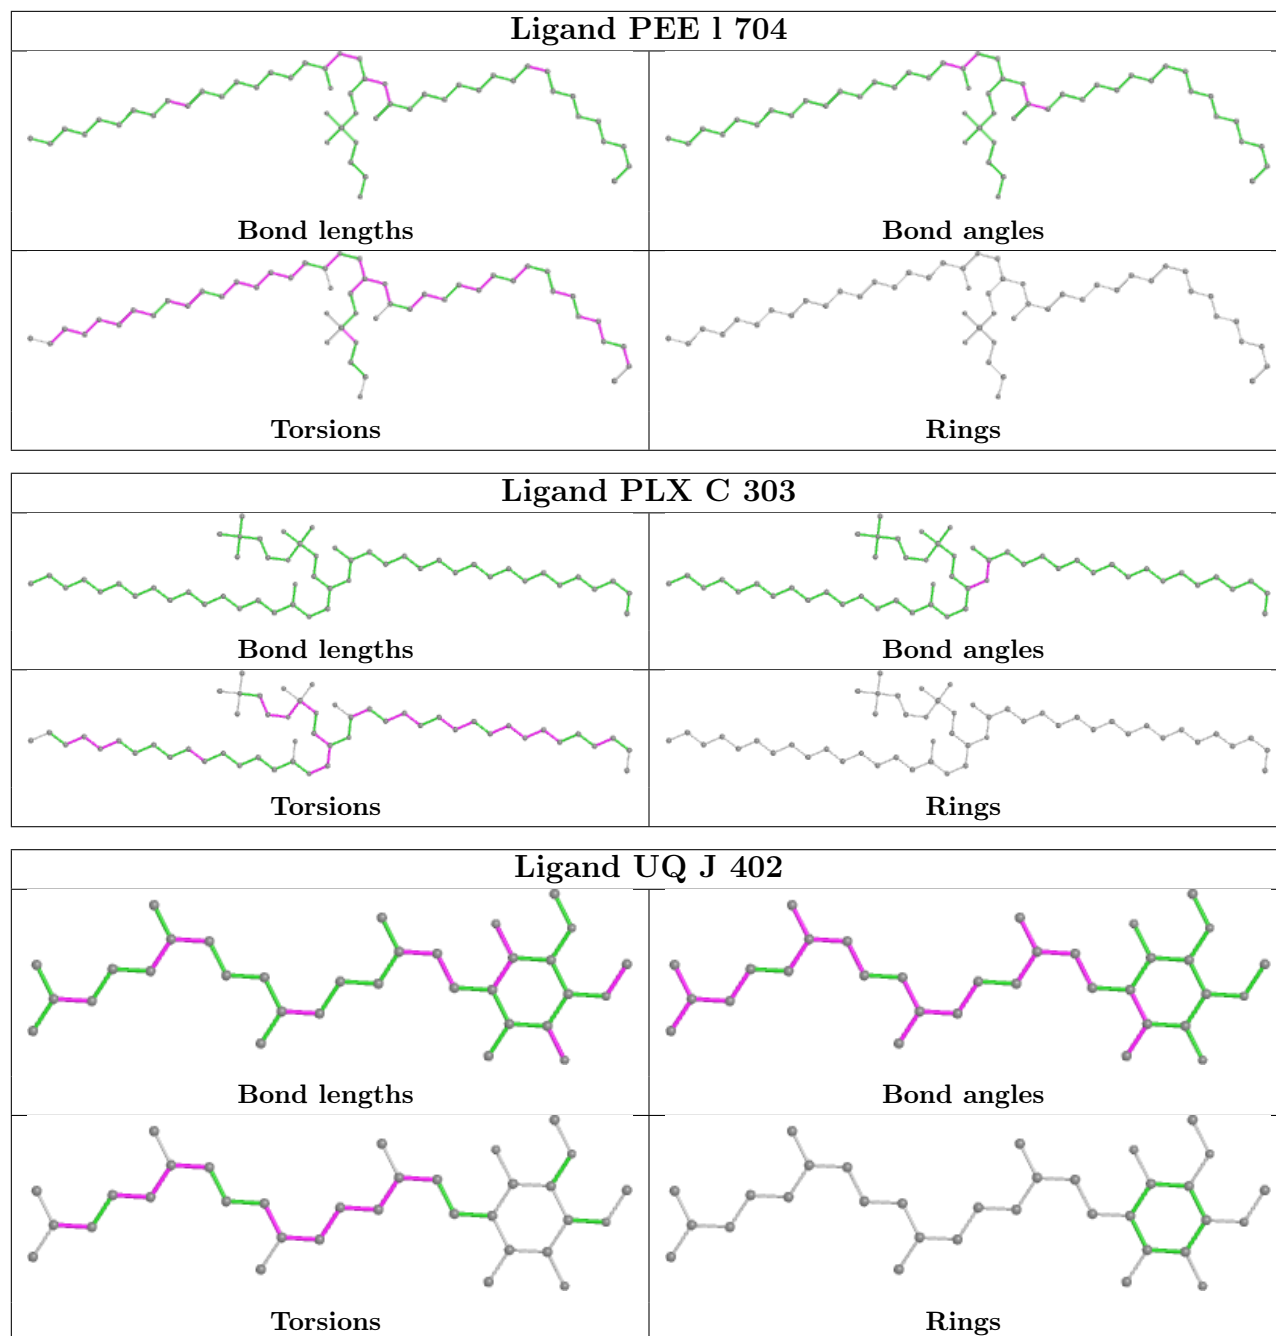 Ligand PEE l 704
Bond lengths
Bond angles
Torsions
Rings
Ligand PLX C 303
Bond lengths
Bond angles
Torsions
Rings
Ligand UQ J 402
Bond lengths
Bond angles
Torsions
Rings